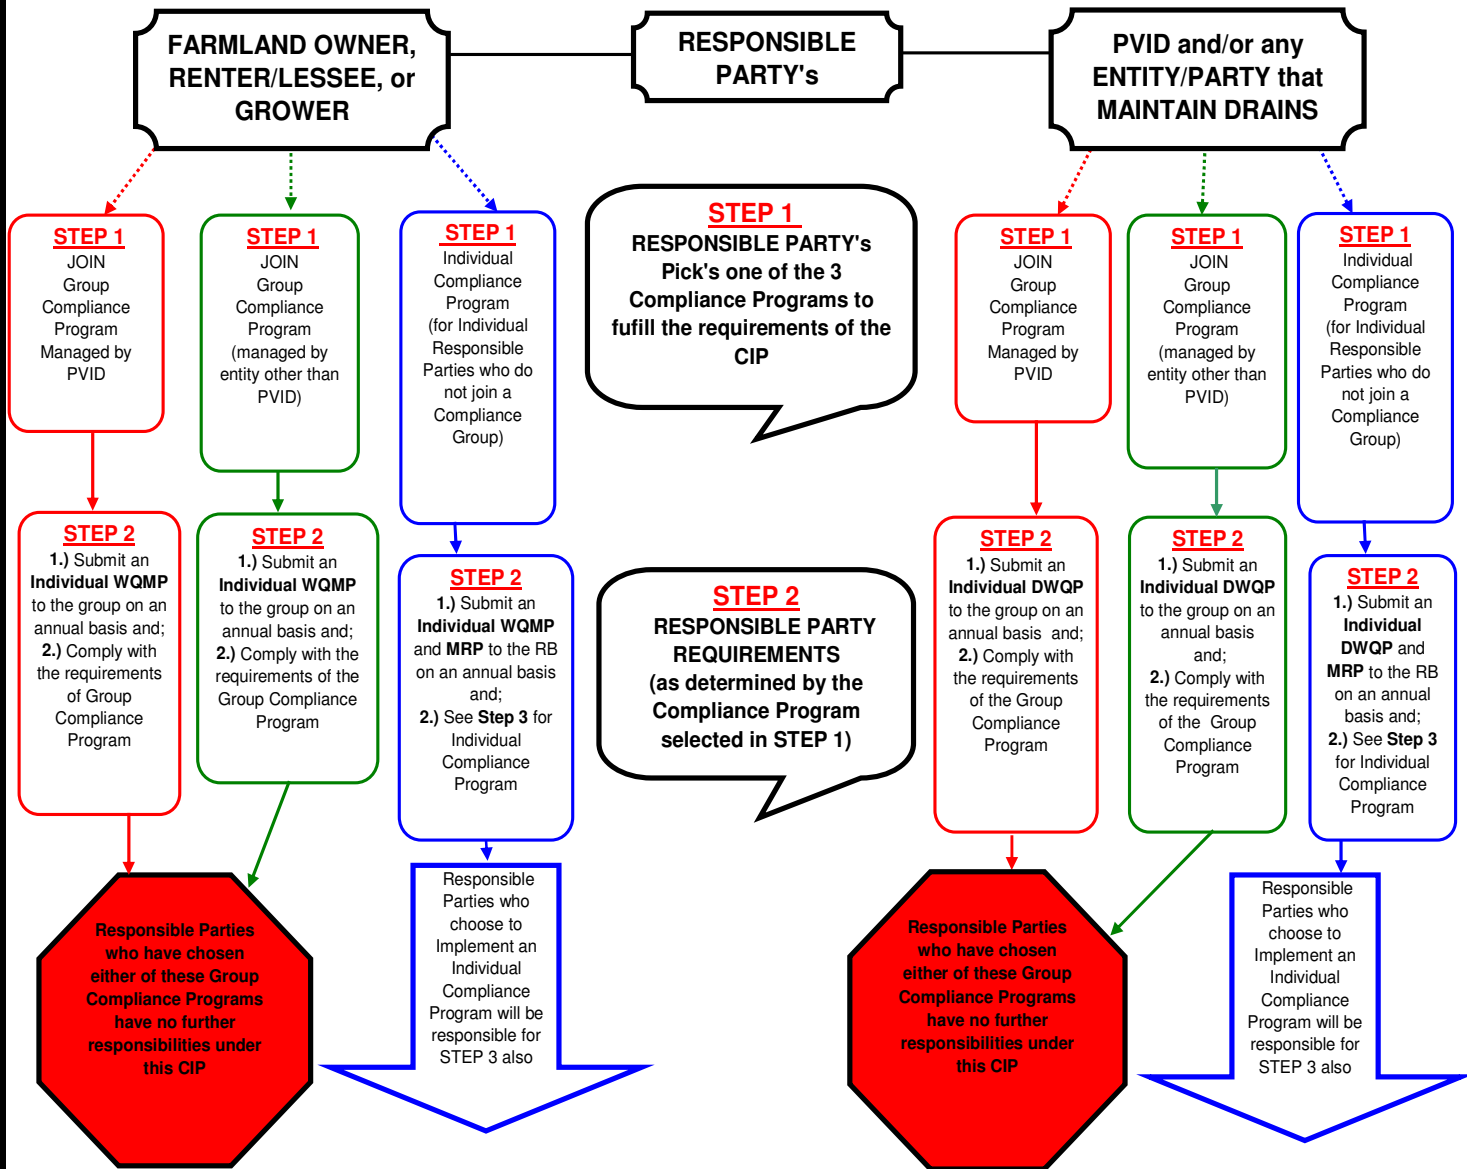 FARMLAND OWNER,
RENTER/LESSEE, or
GROWER
RESPONSIBLE
PARTY's
PVID and/or any
ENTITY/PARTY that
MAINTAIN DRAINS
STEP 1
JOIN
Group
Compliance
Program
Managed by
PVID
STEP 1
JOIN
Group
Compliance
Program
(managed by
entity other than
PVID)
STEP 1
Individual
Compliance
Program
(for Individual
Responsible
Parties who do
not join a
Compliance
Group)
STEP 1
RESPONSIBLE PARTY's
Pick's one of the 3
Compliance Programs to
fufill the requirements of the
CIP
STEP 1
JOIN
Group
Compliance
Program
Managed by
PVID
STEP 1
JOIN
Group
Compliance
Program
(managed by
entity other than
PVID)
STEP 1
Individual
Compliance
Program
(for Individual
Responsible
Parties who do
not join a
Compliance
Group)
STEP 2
1.) Submit an
Individual WQMP
to the group on an
annual basis and;
2.) Comply with
the requirements
of Group
Compliance
Program
STEP 2
1.) Submit an
Individual WQMP
to the group on an
annual basis and;
2.) Comply with the
requirements of the
Group Compliance
Program
STEP 2
1.) Submit an
Individual WQMP
and MRP to the RB
on an annual basis
and;
2.) See Step 3 for
Individual
Compliance
Program
STEP 2
RESPONSIBLE PARTY
REQUIREMENTS
(as determined by the
Compliance Program
selected in STEP 1)
STEP 2
1.) Submit an
Individual DWQP
to the group on an
annual basis and;
2.) Comply with
the requirements
of the Group
Compliance
Program
STEP 2
1.) Submit an
Individual DWQP
to the group on an
annual basis
and;
2.) Comply with
the requirements
of the Group
Compliance
Program
STEP 2
1.) Submit an
Individual
DWQP and
MRP to the RB
on an annual
basis and;
2.) See Step 3
for Individual
Compliance
Program
Responsible Parties
who have chosen
either of these Group
Compliance Programs
have no further
responsibilities under
this CIP
Responsible
Parties who
choose to
Implement an
Individual
Compliance
Program will be
responsible for
STEP 3 also
Responsible Parties
who have chosen
either of these Group
Compliance Programs
have no further
responsibilities under
this CIP
Responsible
Parties who
choose to
Implement an
Individual
Compliance
Program will be
responsible for
STEP 3 also